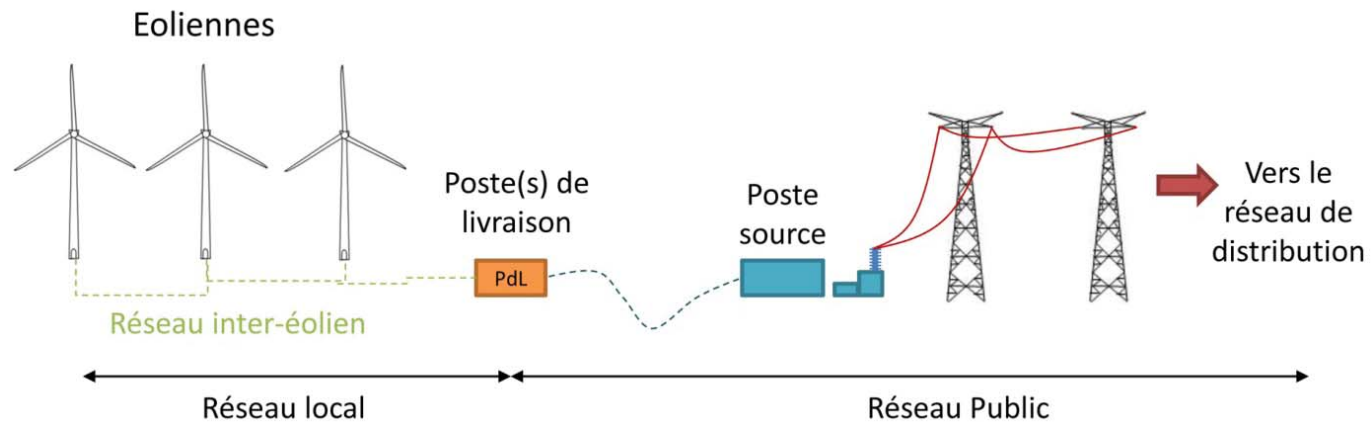 Eoliennes
Poste(s) de
livraison
PdL
Poste
source
Vers le
réseau de
distribution
Réseau inter-éolien
Réseau local
Réseau Public